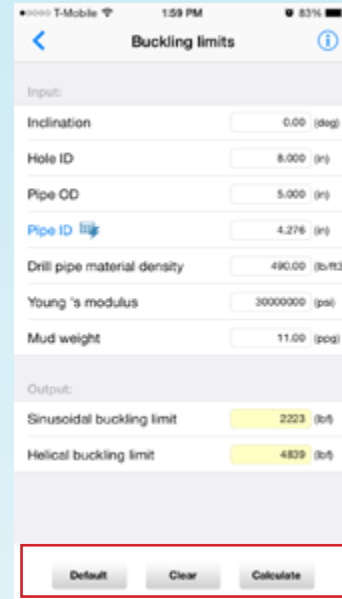 T-Mobile 1:59 PM 83%
Buckling limits
Input:
Inclination 0.00 (deg)
Hole ID 8.000 (in)
Pipe OD 5.000 (in)
Pipe ID 4.276 (in)
Drill pipe material density 490.00 (lb/ft3
Young 's modulus 30000000 (psi)
Mud weight 11.00 (ppg)
Output:
Sinusoidal buckling limit 2223 (lbf)
Helical buckling limit 4839 (lbf)
Default Clear Calculate